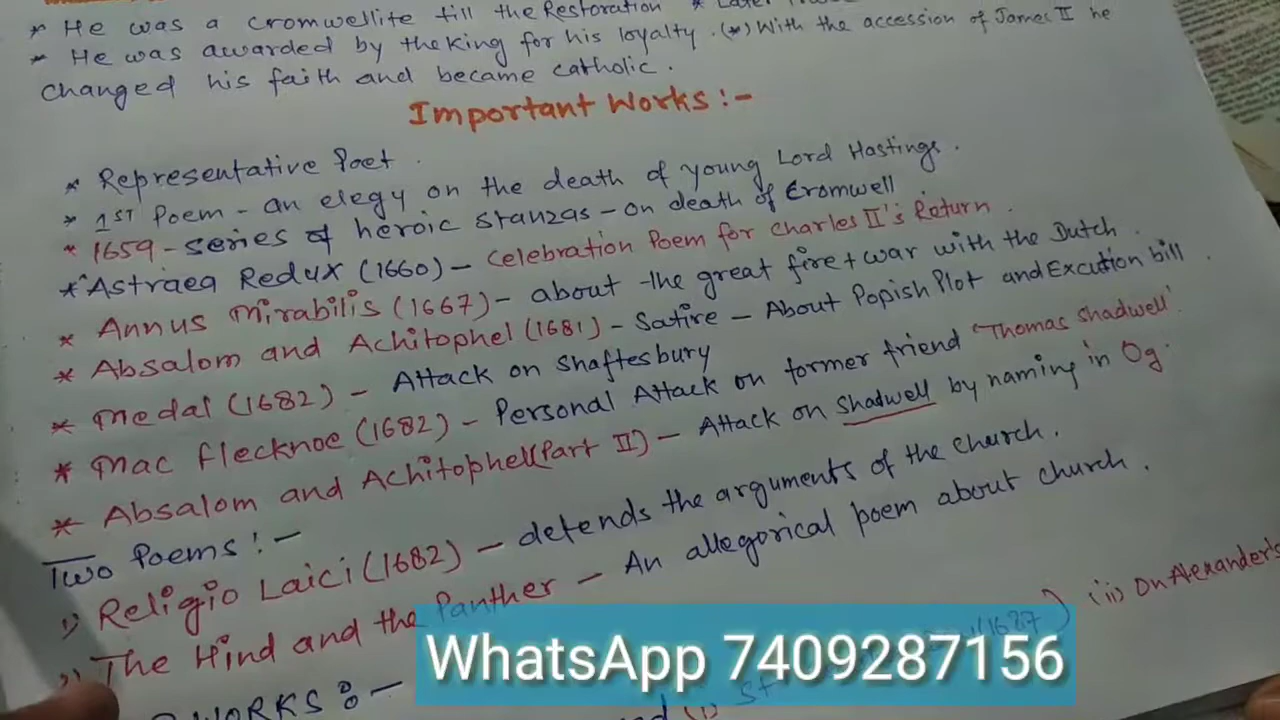 * He was a cromwellite till the Restoration * Later
* He was awarded by the King for his loyalty. (*) With the accession of James II he
changed his faith and became catholic.
Important Works :-
* Representative Poet.
* 1ST Poem - an elegy on the death of young Lord Hastings.
* 1659 - series of heroic stanzas - on death of Cromwell
* Astraea Redux (1660) - celebration Poem for Charles II's Return.
* Annus Mirabilis (1667) - about the great fire + war with the Dutch.
* Absalom and Achitophel (1681) - Satire - About Popish Plot and Excution bill.
* Medal (1682) - Attack on Shaftesbury
* Mac Flecknoe (1682) - Personal Attack on former friend 'Thomas Shadwell'.
* Absalom and Achitophel (Part II) - Attack on Shadwell by naming in Og.
Two Poems :-
1) Religio Laici (1682) - defends the arguments of the church.
2) The Hind and the Panther - An allegorical poem about church.
(1687) (ii) On Alexander's
WORKS :-
WhatsApp 7409287156